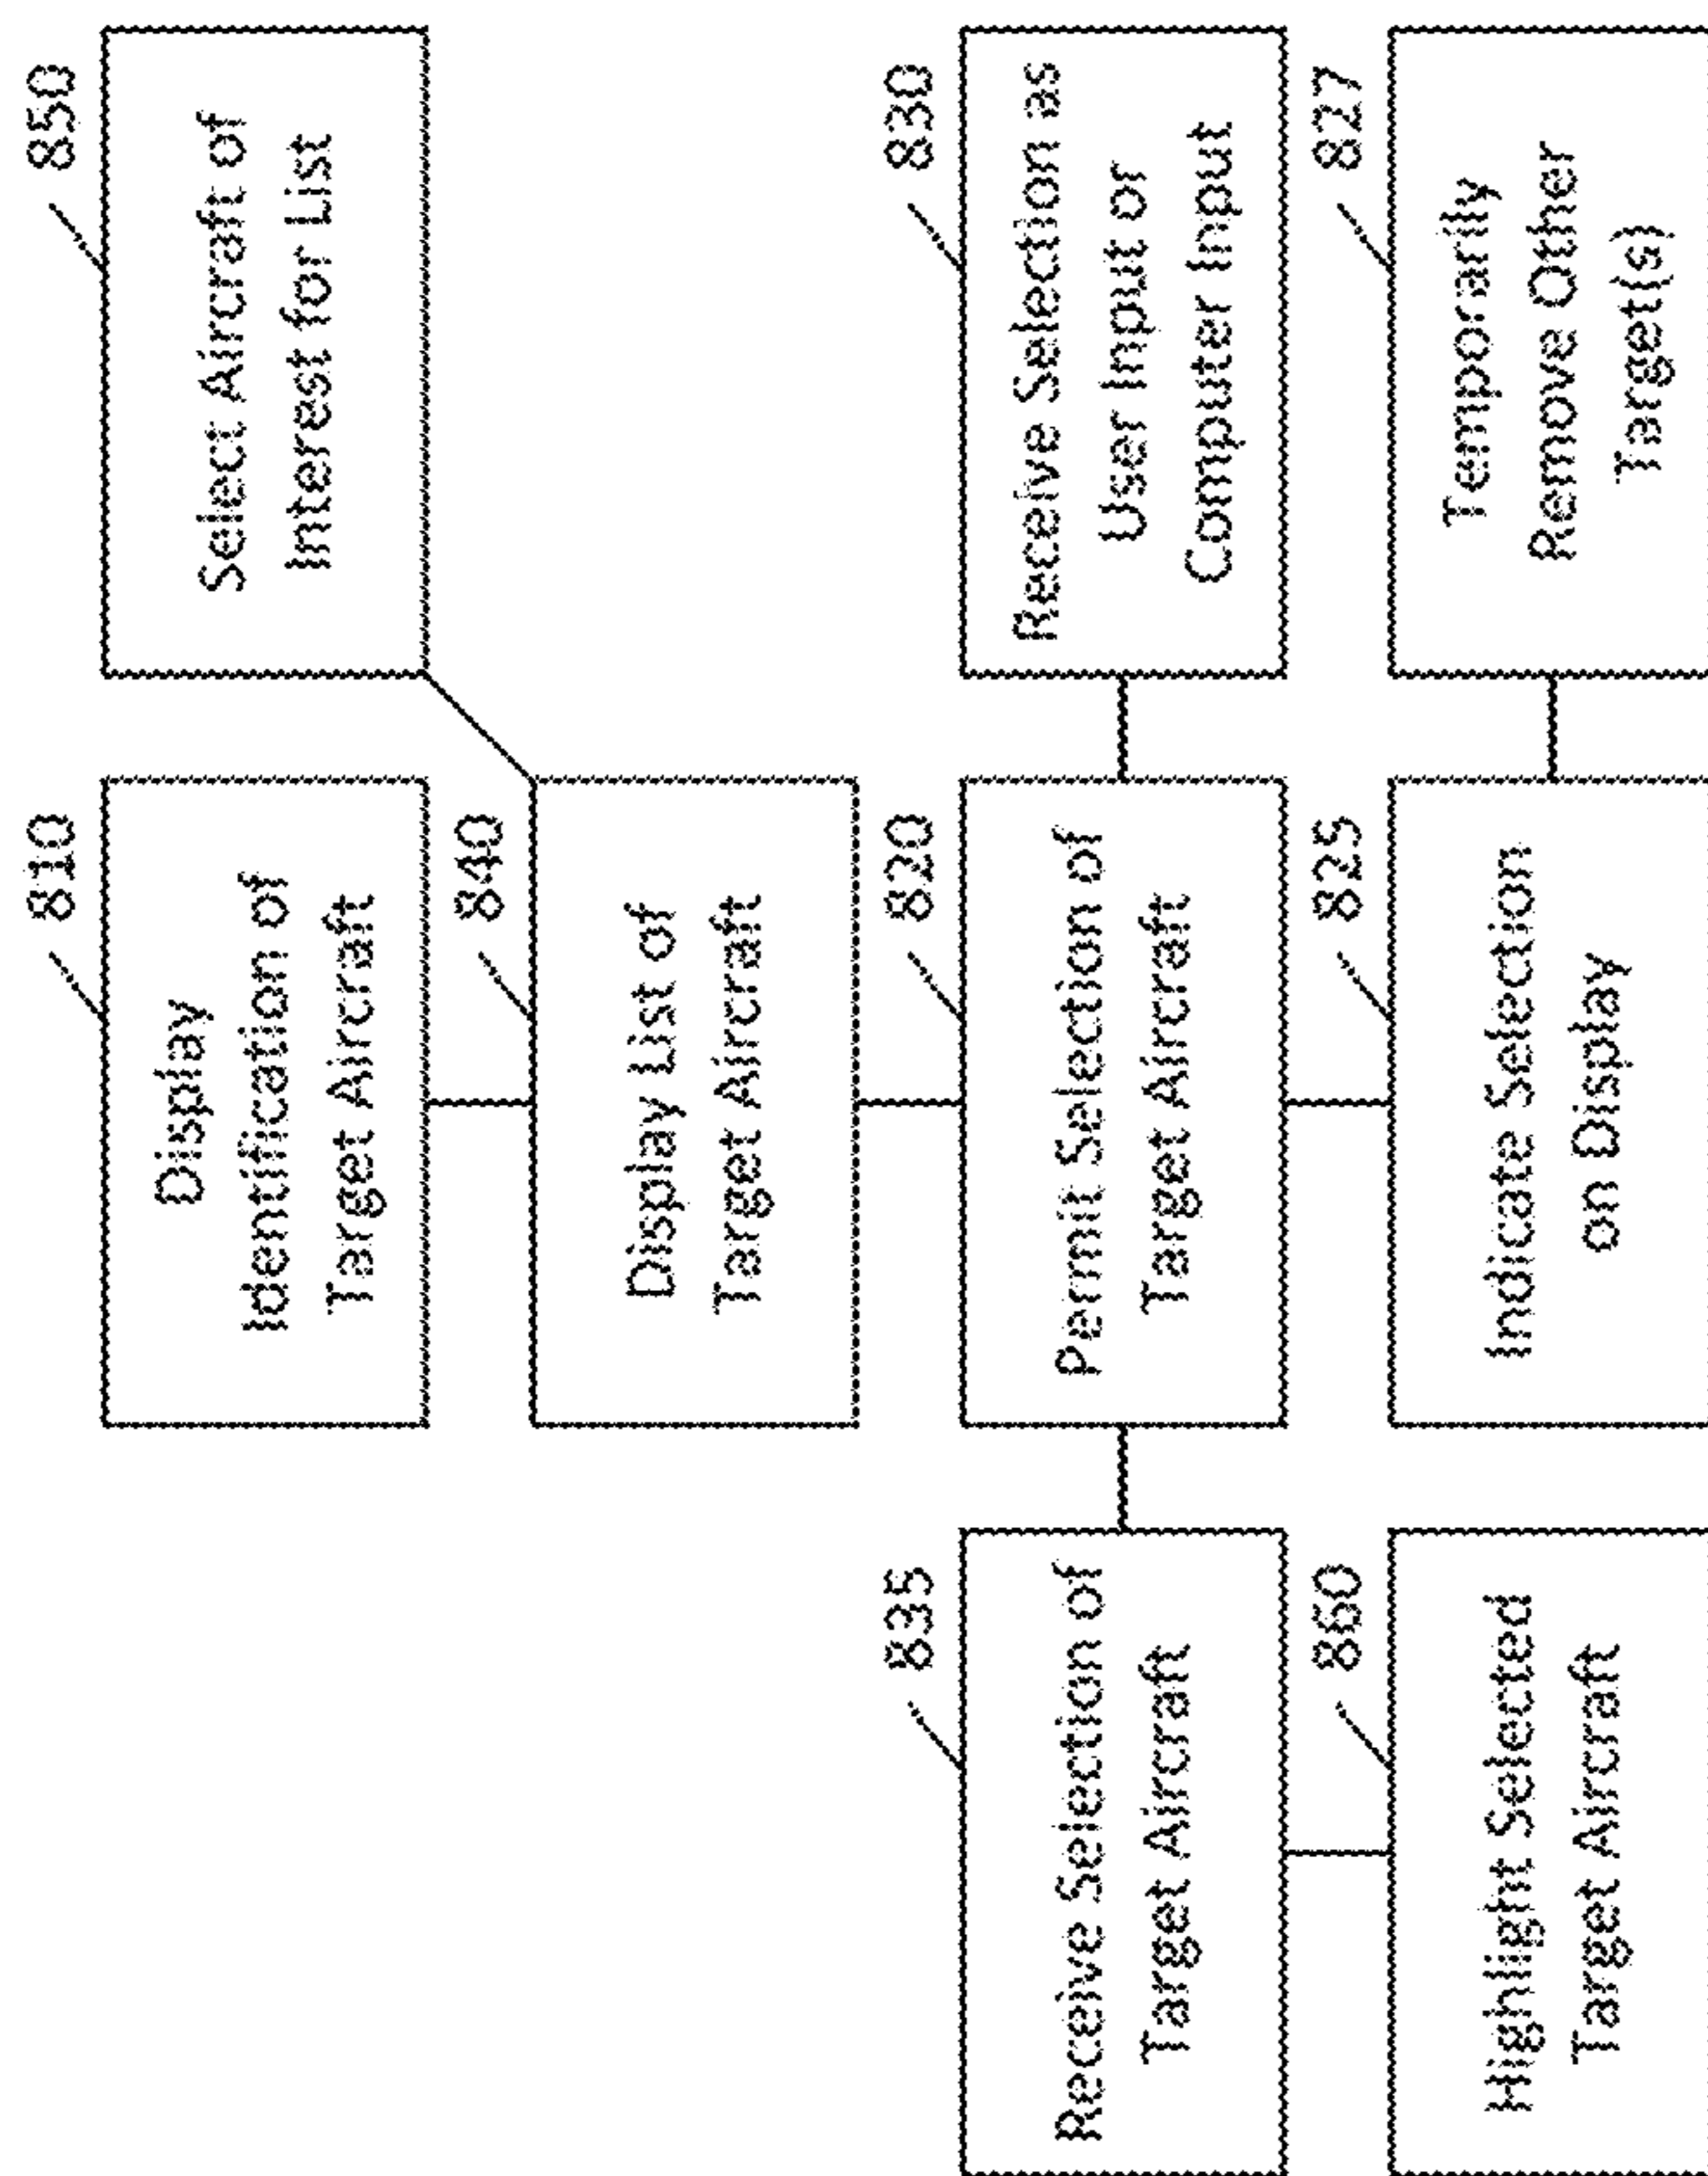 810
Display
Identification of
Target Aircraft
850
Select Aircraft of
Interest for List
840
Display List of
Target Aircraft
835
Receive Selection of
Target Aircraft
820
Permit Selection of
Target Aircraft
830
Receive Selection as
User Input or
Computer Input
860
Highlight Selected
Target Aircraft
825
Indicate Selection
on Display
827
Temporarily
Remove Other
Target(s)